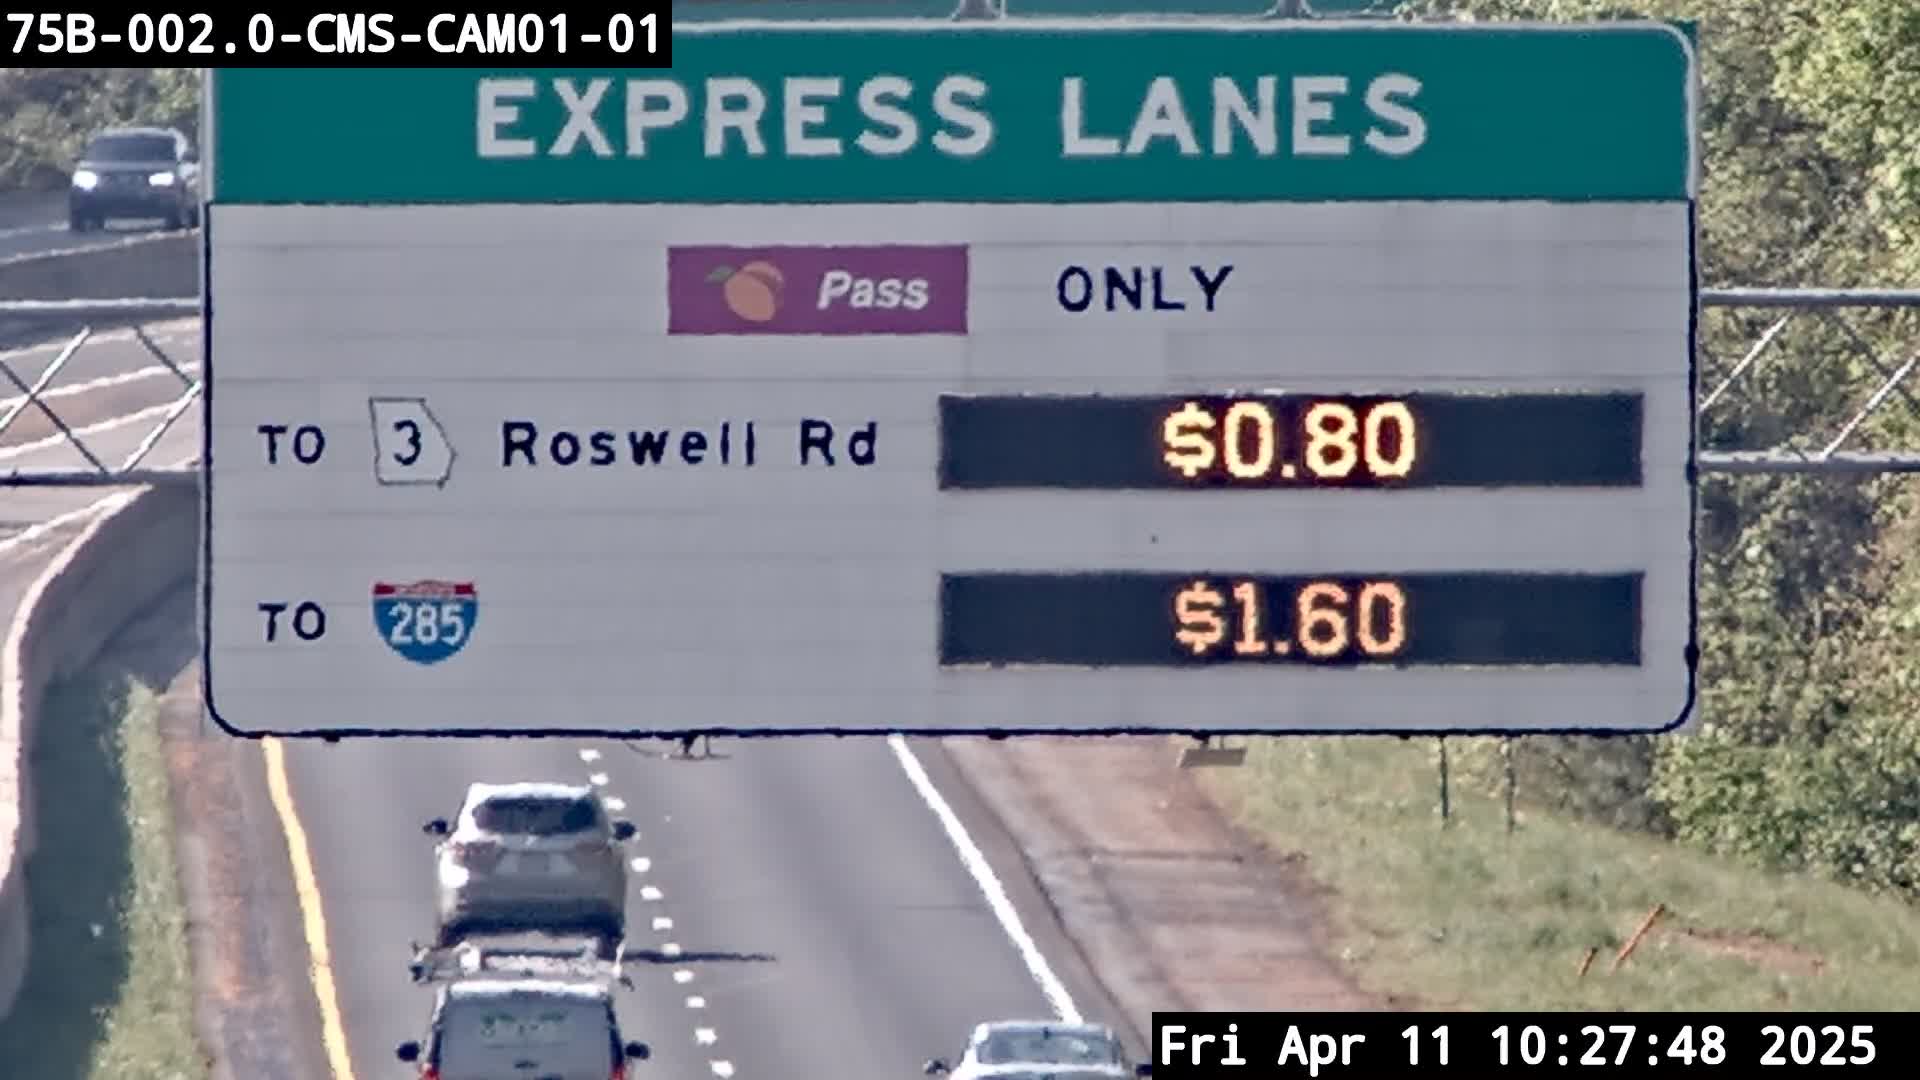 75B-002.0-CMS-CAM01-01
EXPRESS LANES
Pass ONLY
TO 3 Roswell Rd $0.80
TO 285 $1.60
Fri Apr 11 10:27:48 2025